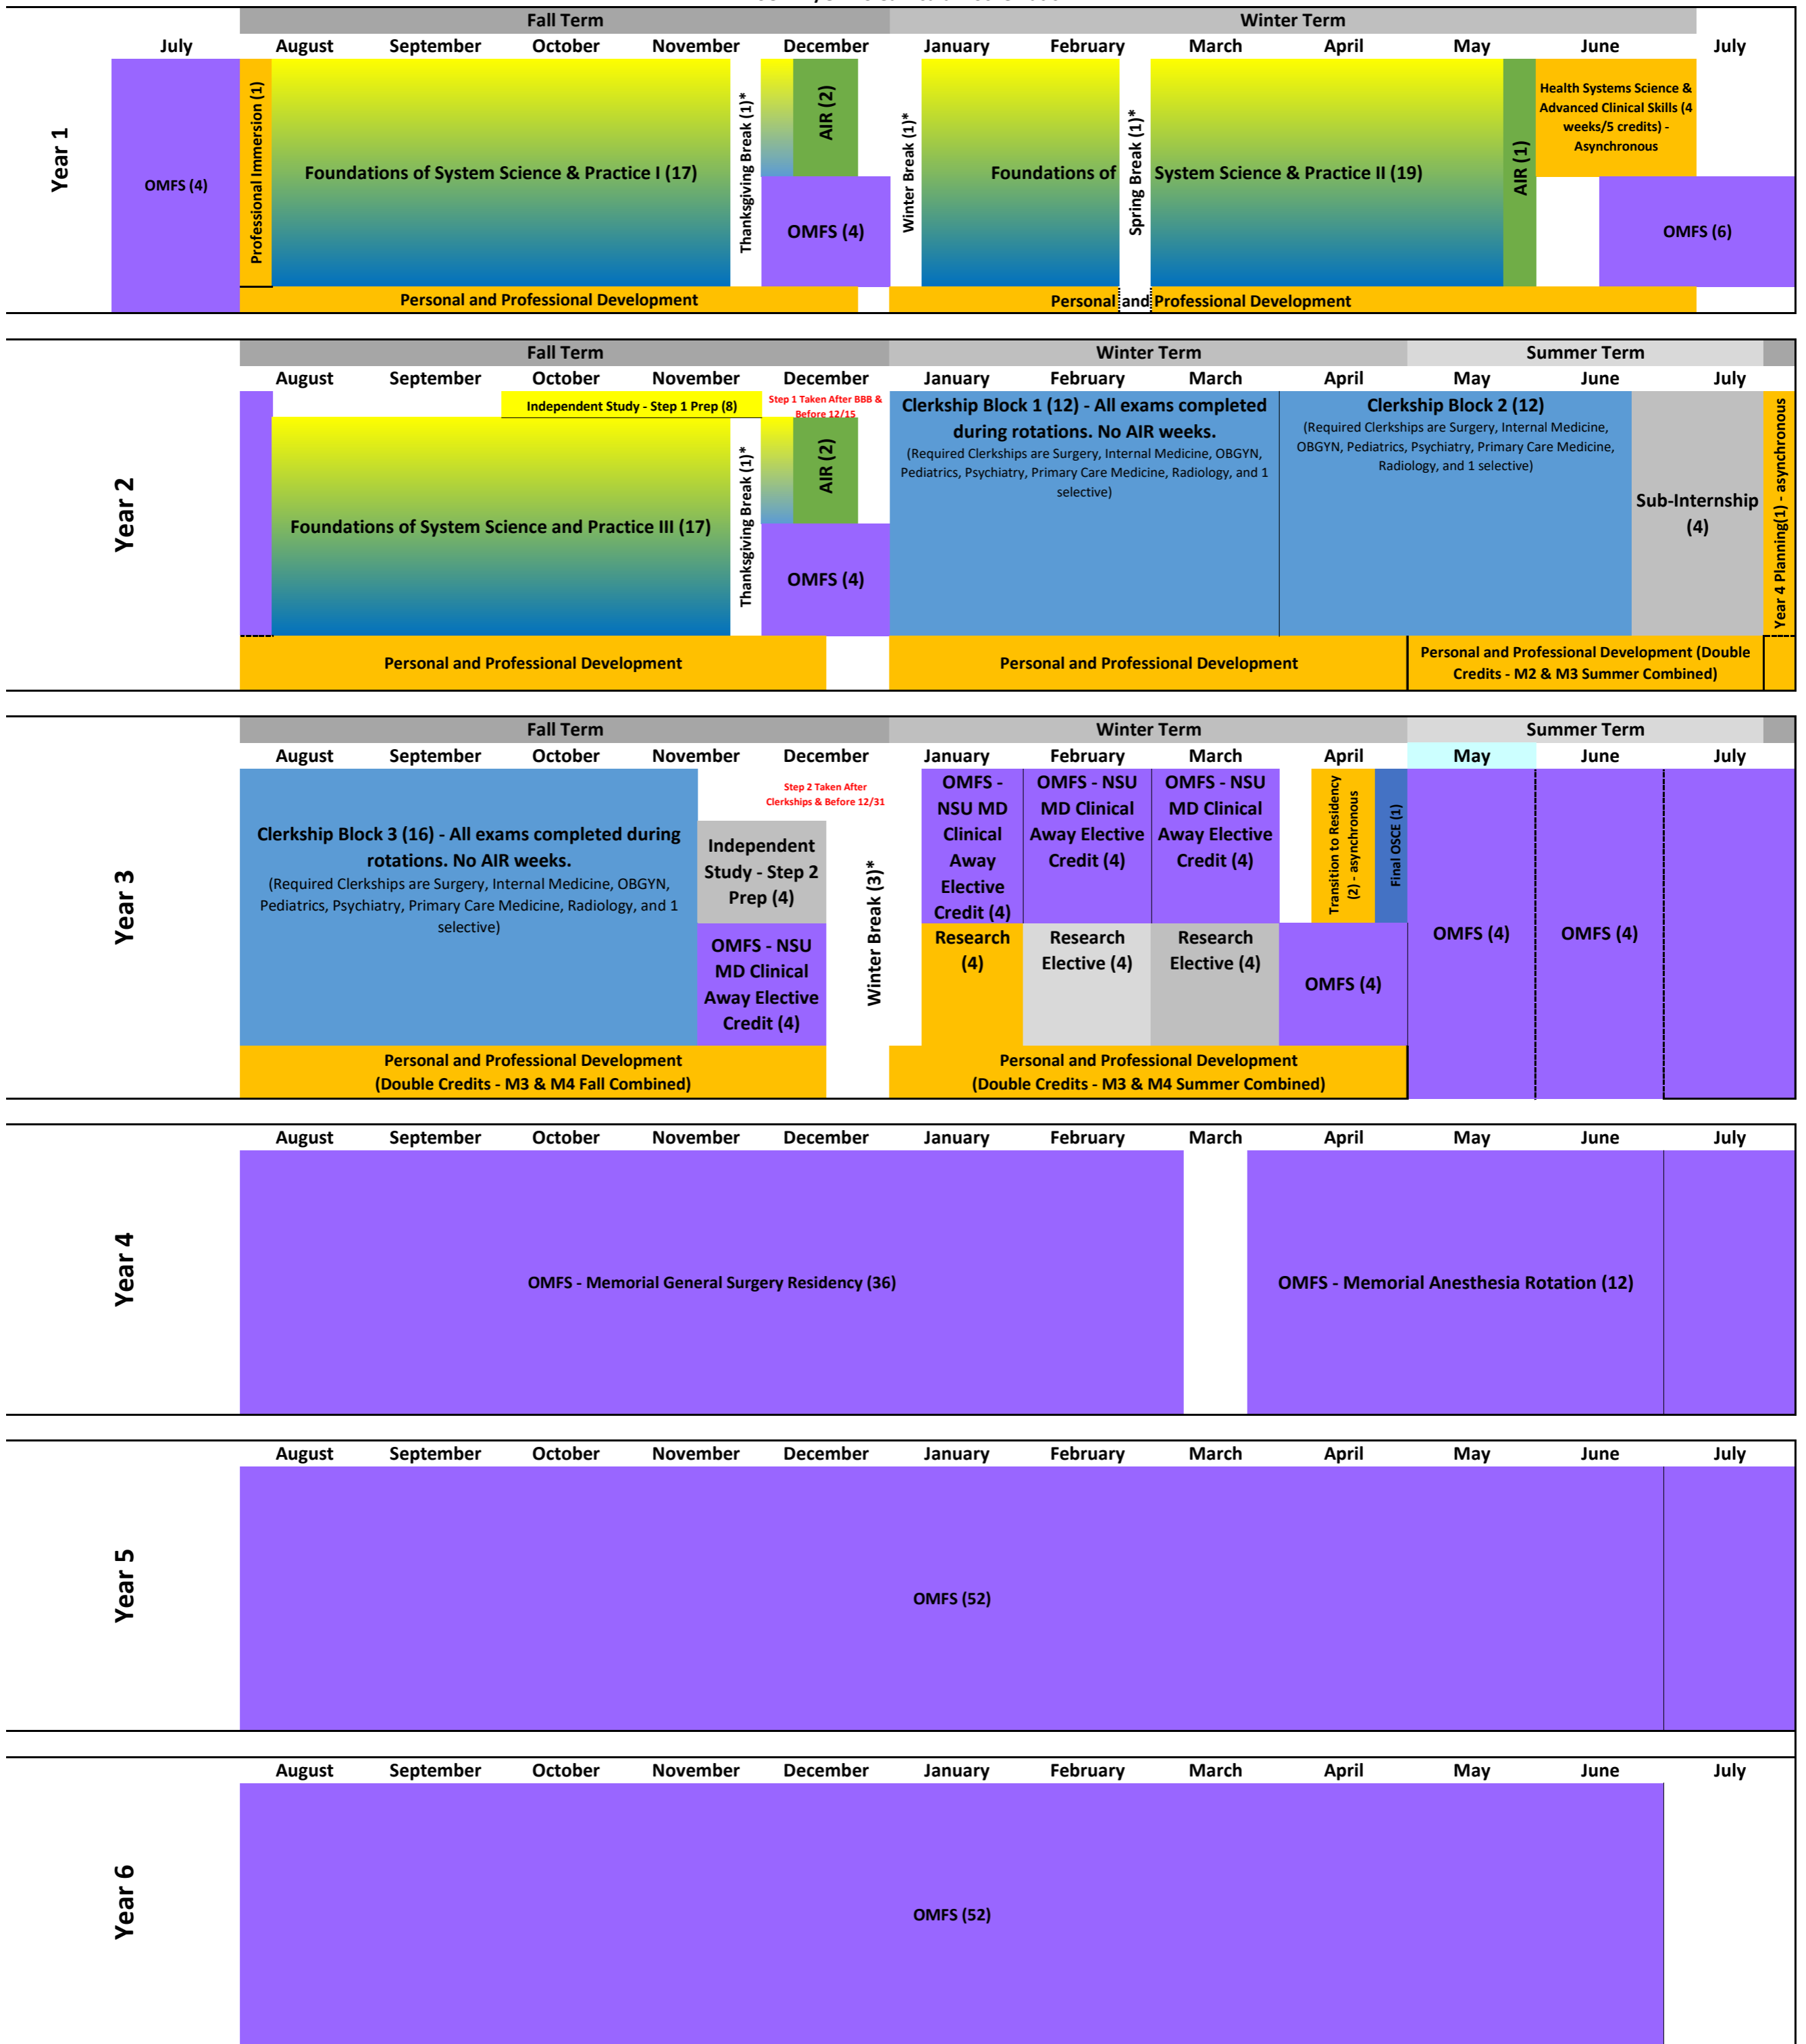 Fall Term
Winter Term
July
August
September
October
November
December
January
February
March
April
May
June
July
Year 1
OMFS (4)
Professional Immersion (1)
Foundations of System Science & Practice I (17)
Thanksgiving Break (1)*
AIR (2)
OMFS (4)
Winter Break (1)*
Foundations of
Spring Break (1)*
System Science & Practice II (19)
AIR (1)
Health Systems Science &
Advanced Clinical Skills (4
weeks/5 credits) -
Asynchronous
OMFS (6)
Personal and Professional Development
Personal and Professional Development
Fall Term
Winter Term
Summer Term
August
September
October
November
December
January
February
March
April
May
June
July
Year 2
Independent Study - Step 1 Prep (8)
Step 1 Taken After BBB &
Before 12/15
Foundations of System Science and Practice III (17)
Thanksgiving Break (1)*
AIR (2)
OMFS (4)
Clerkship Block 1 (12) - All exams completed
during rotations. No AIR weeks.
(Required Clerkships are Surgery, Internal Medicine, OBGYN,
Pediatrics, Psychiatry, Primary Care Medicine, Radiology, and 1
selective)
Clerkship Block 2 (12)
(Required Clerkships are Surgery, Internal Medicine,
OBGYN, Pediatrics, Psychiatry, Primary Care Medicine,
Radiology, and 1 selective)
Sub-Internship
(4)
Year 4 Planning(1) - asynchronous
Personal and Professional Development
Personal and Professional Development
Personal and Professional Development (Double
Credits - M2 & M3 Summer Combined)
Fall Term
Winter Term
Summer Term
August
September
October
November
December
January
February
March
April
May
June
July
Year 3
Clerkship Block 3 (16) - All exams completed during
rotations. No AIR weeks.
(Required Clerkships are Surgery, Internal Medicine, OBGYN,
Pediatrics, Psychiatry, Primary Care Medicine, Radiology, and 1
selective)
Step 2 Taken After
Clerkships & Before 12/31
Independent
Study - Step 2
Prep (4)
OMFS - NSU
MD Clinical
Away Elective
Credit (4)
Winter Break (3)*
OMFS -
NSU MD
Clinical
Away
Elective
Credit (4)
OMFS - NSU
MD Clinical
Away Elective
Credit (4)
OMFS - NSU
MD Clinical
Away Elective
Credit (4)
Transition to Residency
(2) - asynchronous
Final OSCE (1)
Research
(4)
Research
Elective (4)
Research
Elective (4)
OMFS (4)
OMFS (4)
OMFS (4)
Personal and Professional Development
(Double Credits - M3 & M4 Fall Combined)
Personal and Professional Development
(Double Credits - M3 & M4 Summer Combined)
August
September
October
November
December
January
February
March
April
May
June
July
Year 4
OMFS - Memorial General Surgery Residency (36)
OMFS - Memorial Anesthesia Rotation (12)
August
September
October
November
December
January
February
March
April
May
June
July
Year 5
OMFS (52)
August
September
October
November
December
January
February
March
April
May
June
July
Year 6
OMFS (52)